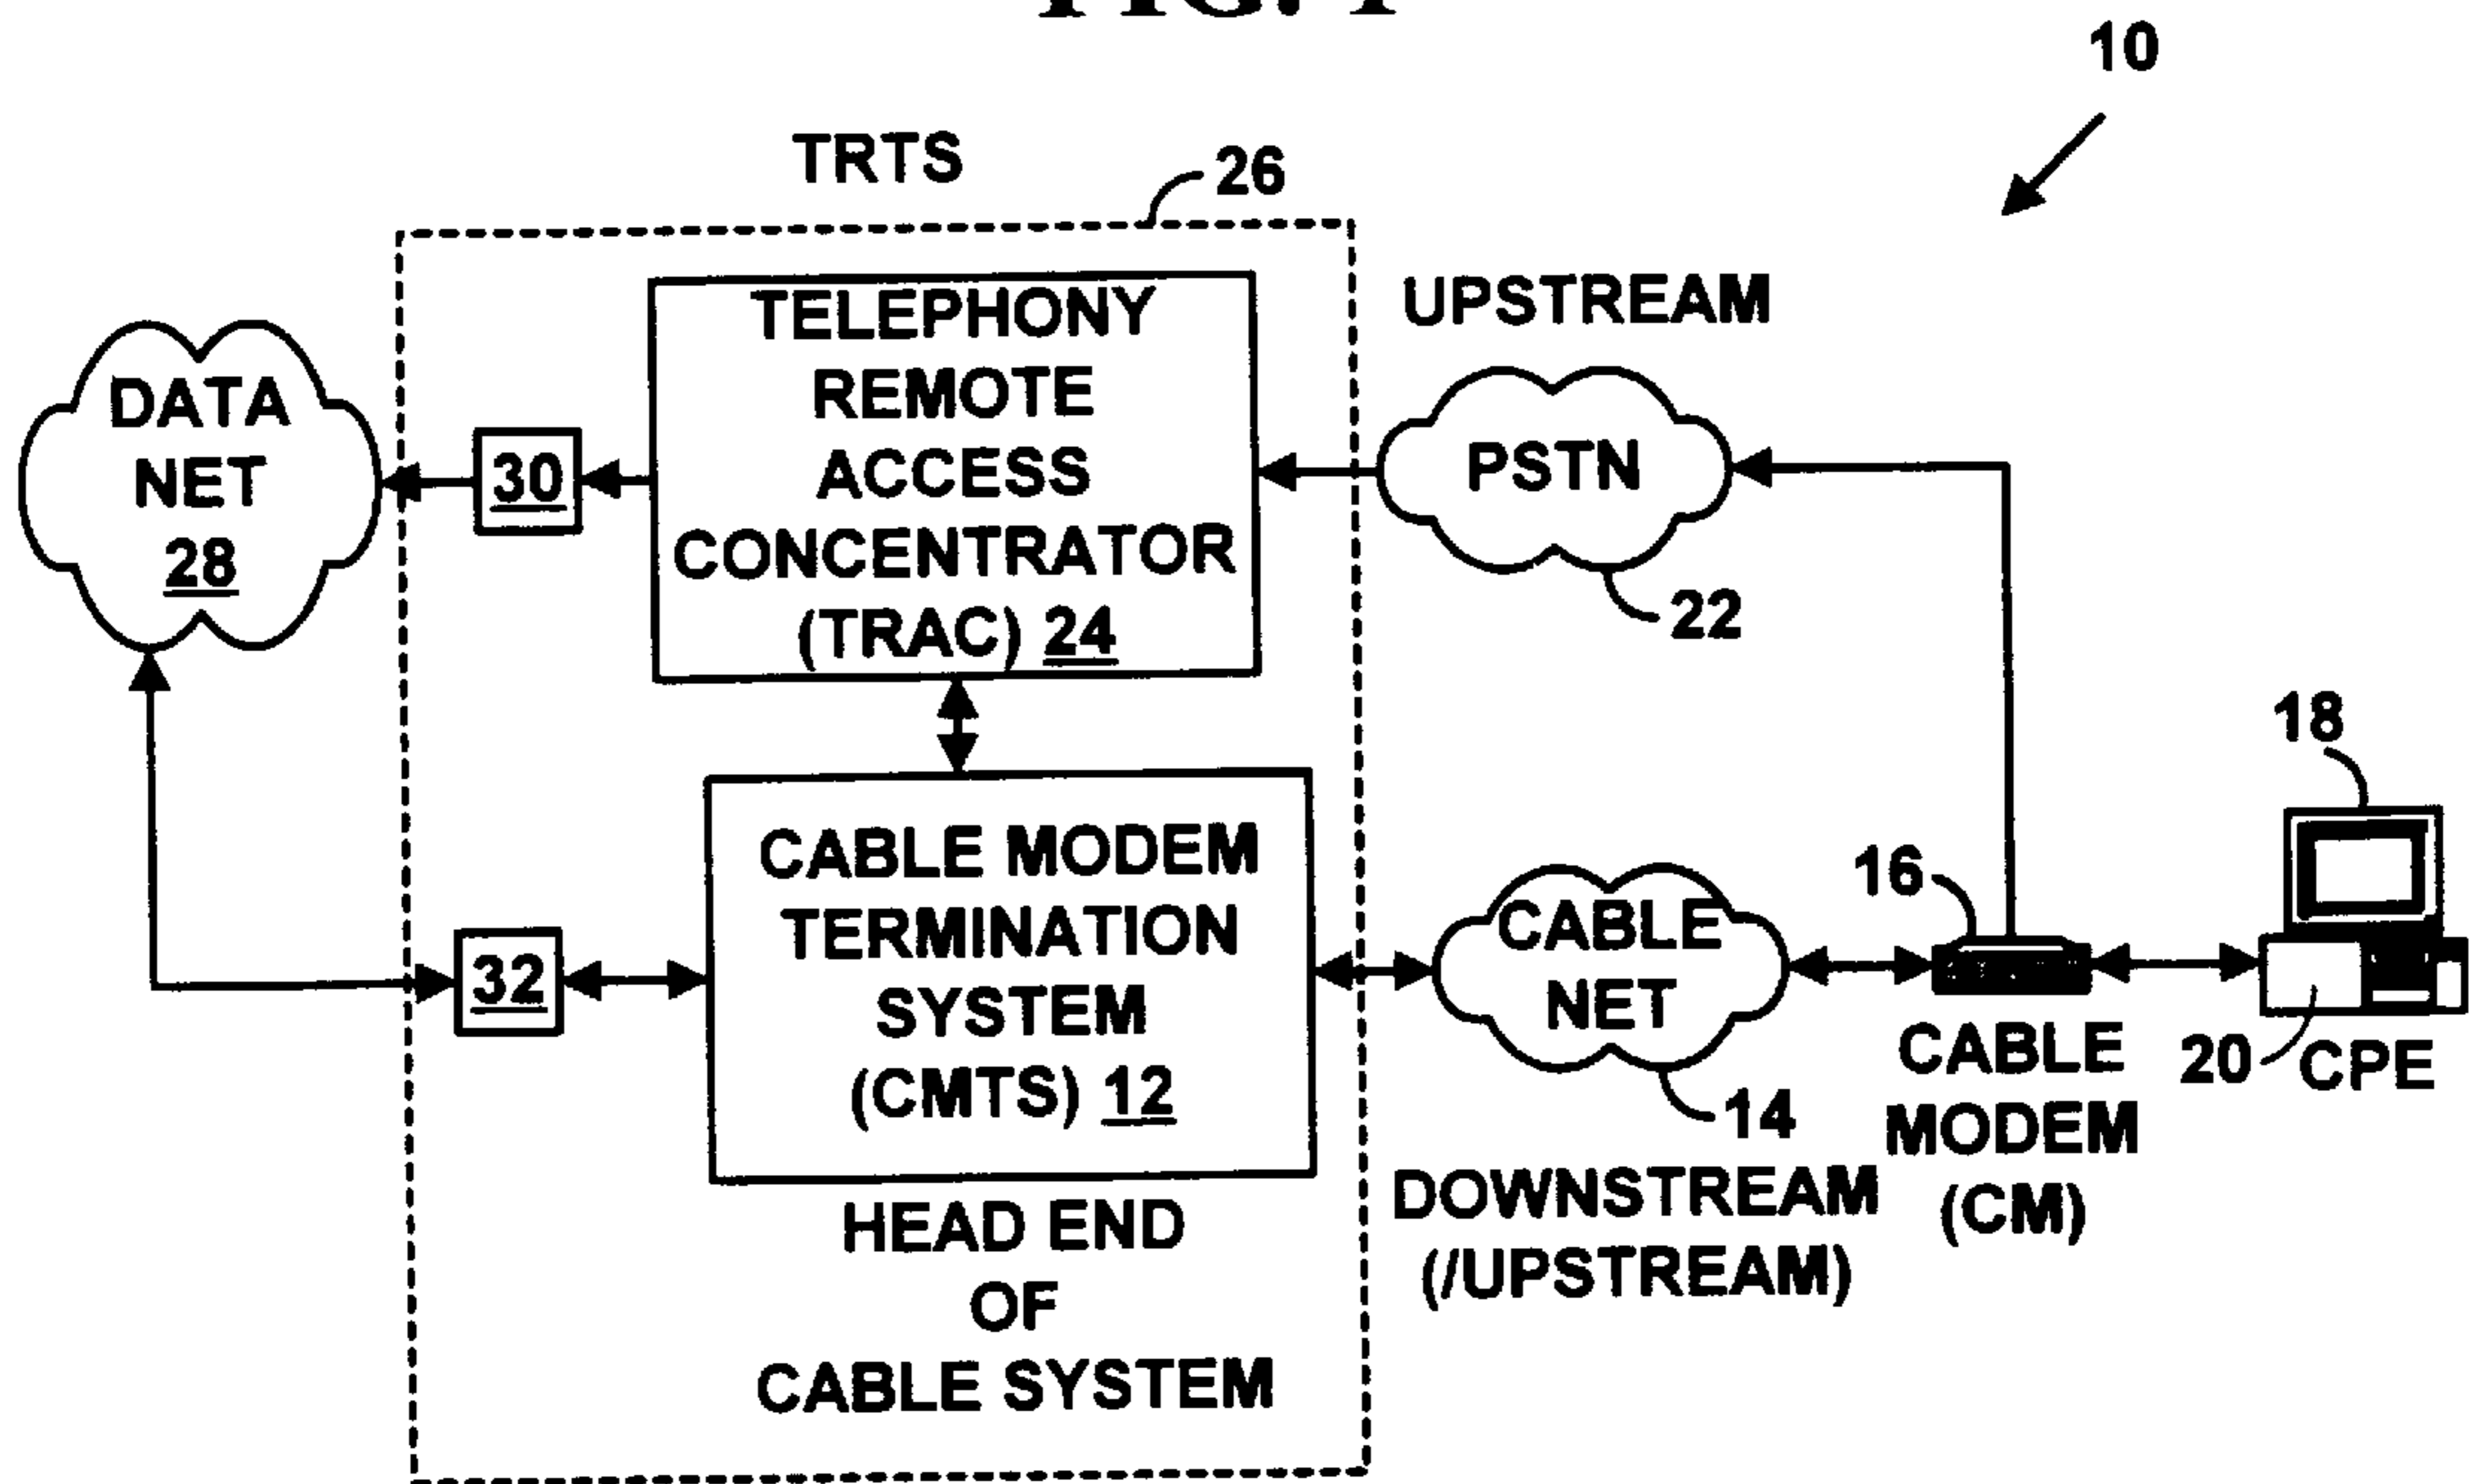 FIG. 1
10
TRTS
26
TELEPHONY
REMOTE
ACCESS
CONCENTRATOR
(TRAC) 24
UPSTREAM
DATA
NET
28
30
PSTN
22
18
CABLE MODEM
TERMINATION
SYSTEM
(CMTS) 12
32
CABLE
NET
16
14
CABLE
MODEM
(CM)
20
CPE
DOWNSTREAM
(/UPSTREAM)
HEAD END
OF
CABLE SYSTEM